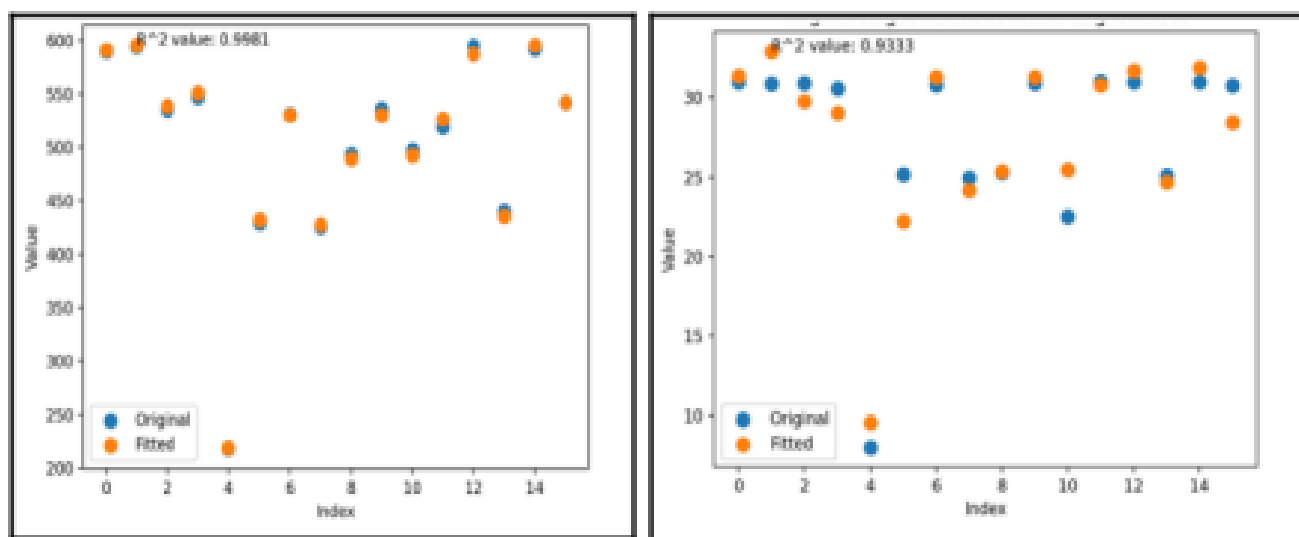 R^2 value: 0.9981
600
550
500
450
400
350
300
250
200
Value
Original
Fitted
0 2 4 6 8 10 12 14
Index
R^2 value: 0.9333
30
25
20
15
10
Value
Original
Fitted
0 2 4 6 8 10 12 14
Index